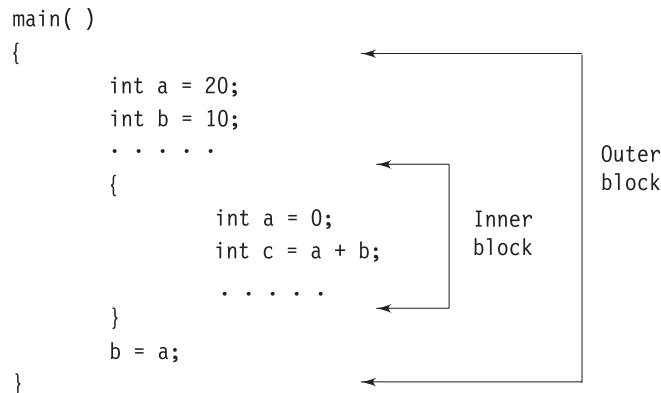 main( )
{
int a = 20;
int b = 10;
. . . . .
{
int a = 0;
int c = a + b;
. . . . .
}
b = a;
}
Inner
block
Outer
block